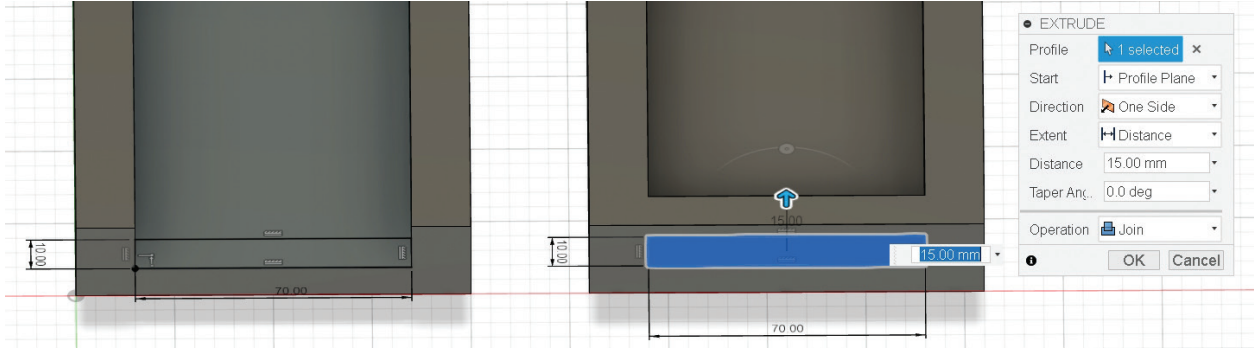 EXTRUDE
Profile 1 selected
Start Profile Plane
Direction One Side
Extent Distance
Distance 15.00 mm
Taper Ang.. 0.0 deg
Operation Join
OK Cancel
15.00
10.00
10.00
15.00 mm
70.00
70.00